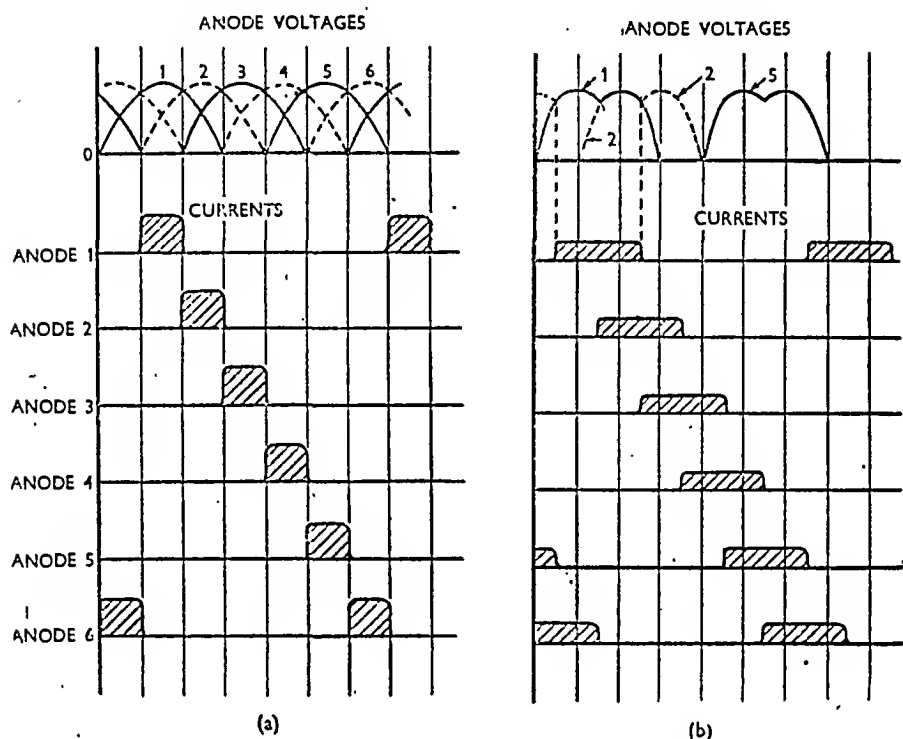 ANODE VOLTAGES
1 2 3 4 5 6
0
CURRENTS
ANODE 1
ANODE 2
ANODE 3
ANODE 4
ANODE 5
ANODE 6
(a)
ANODE VOLTAGES
1 2 5
2
CURRENTS
(b)